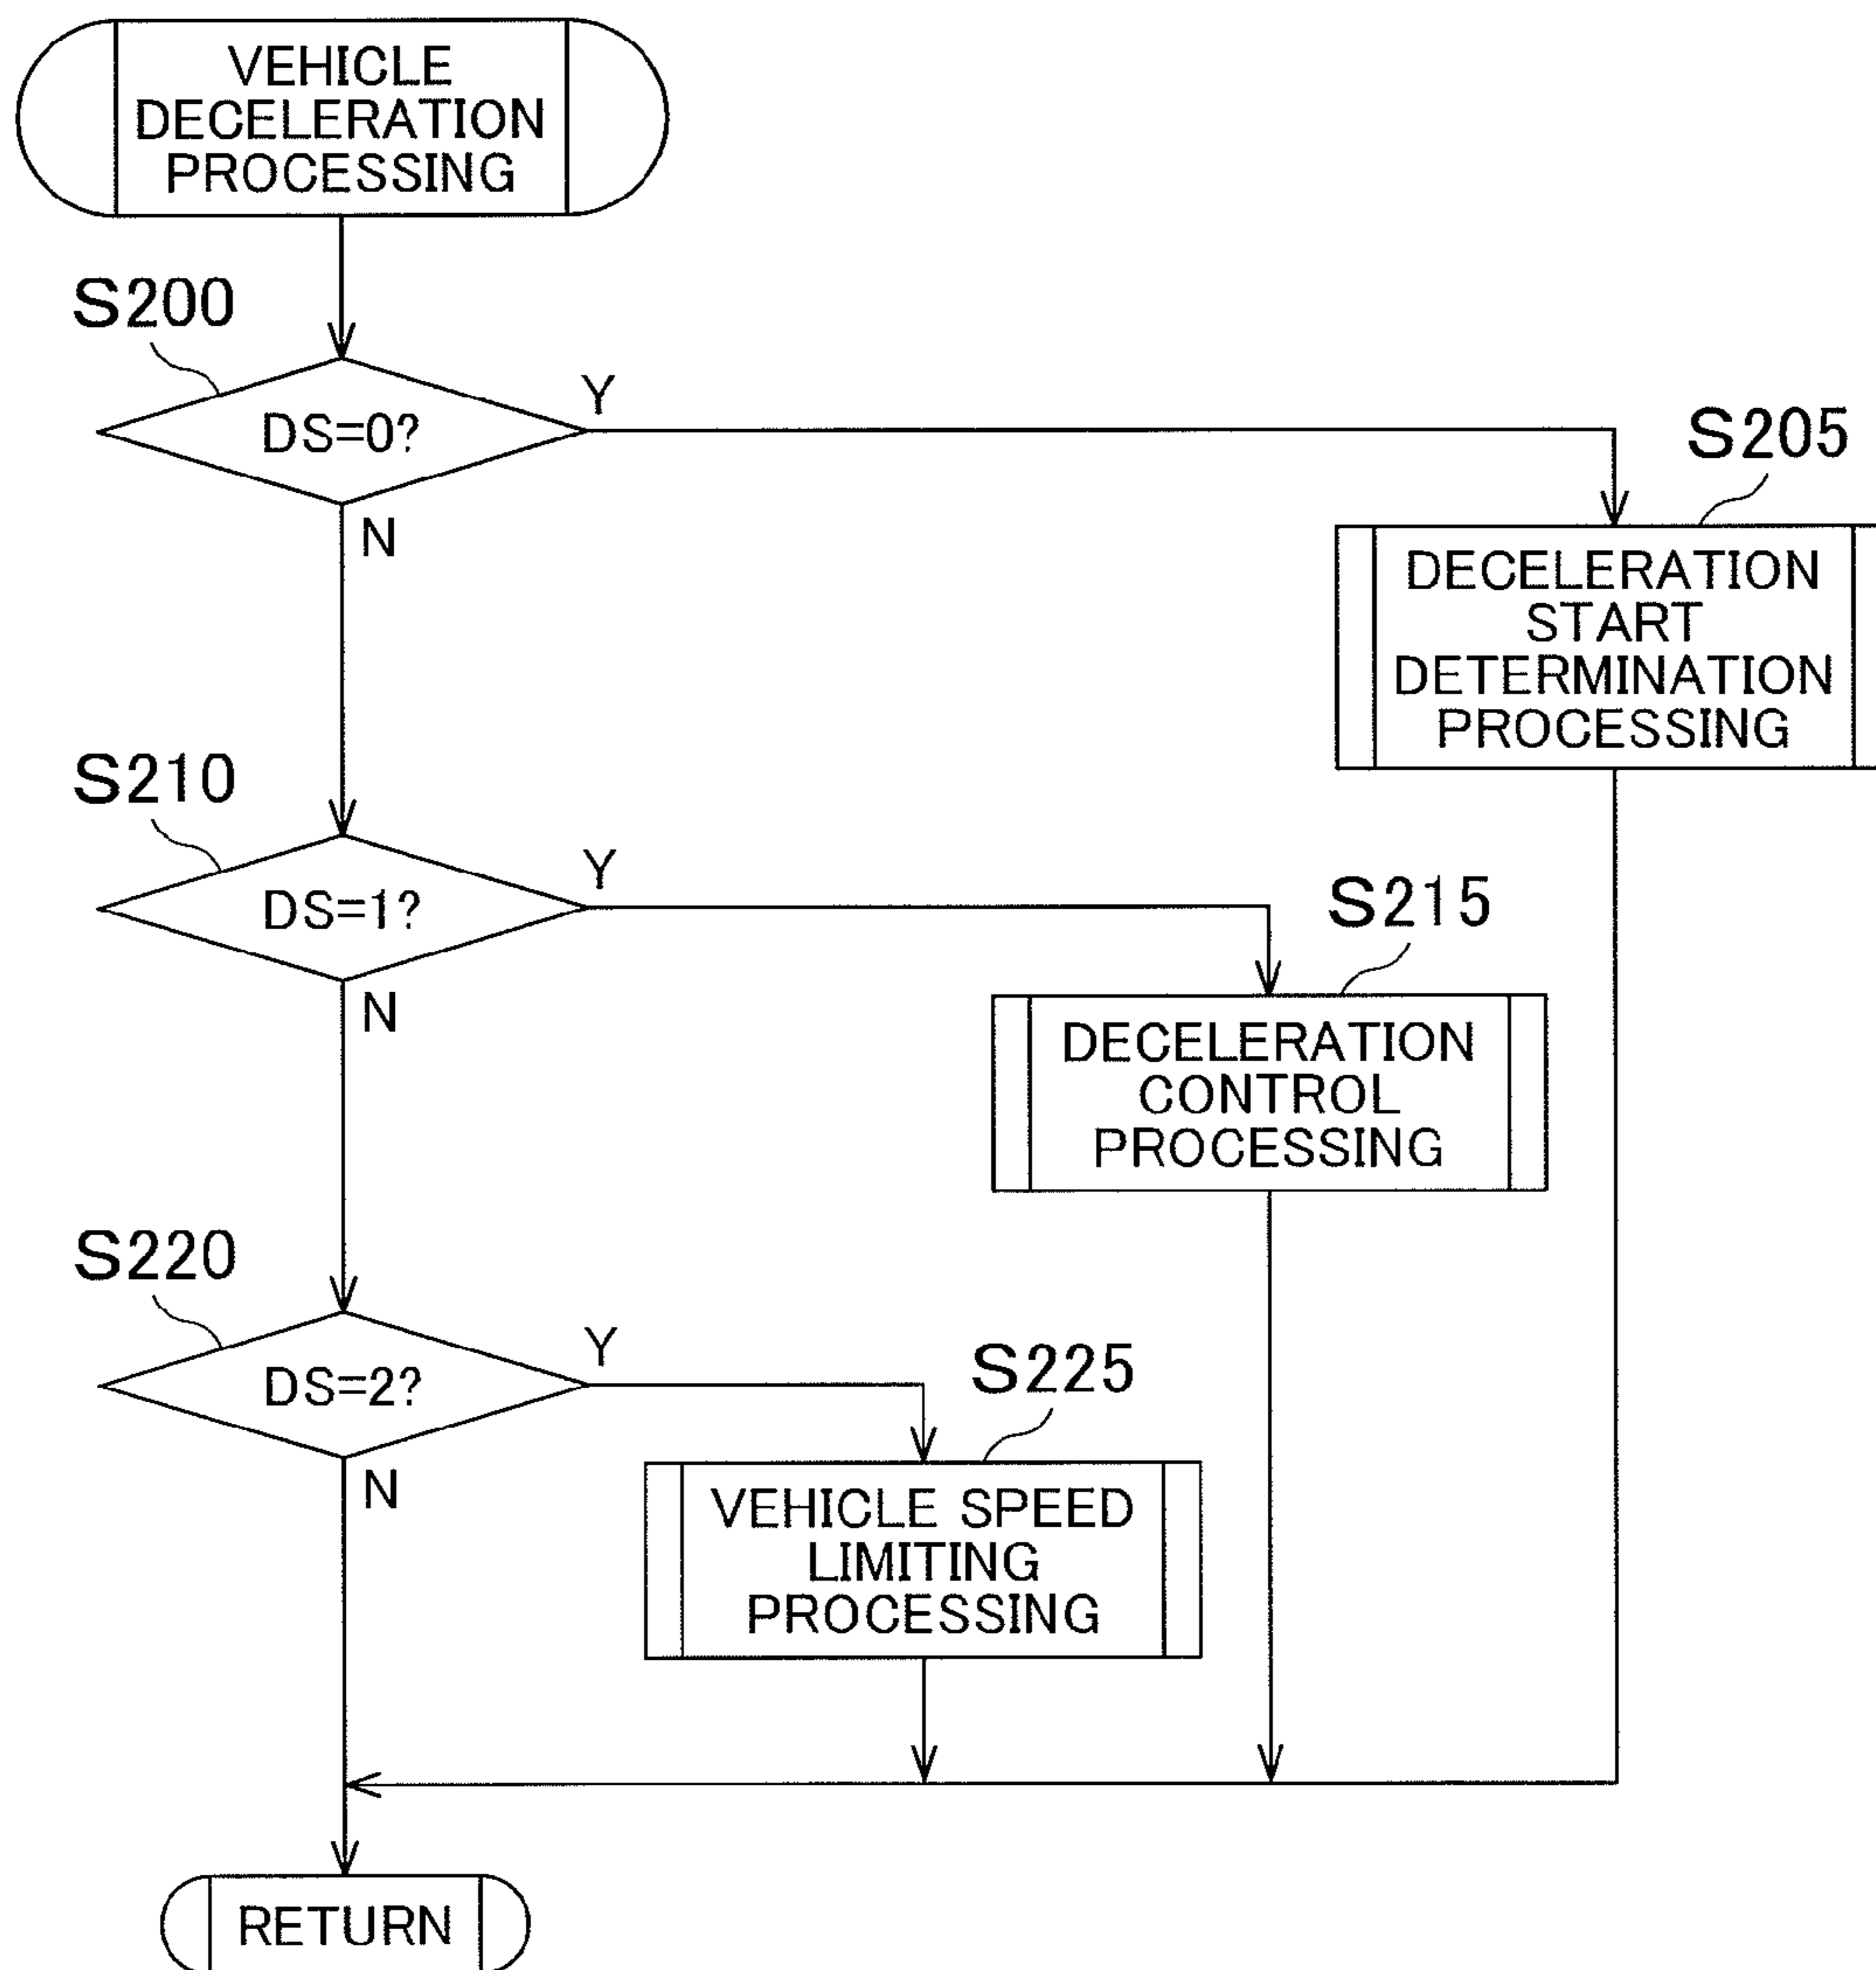 VEHICLE
DECELERATION
PROCESSING
S200
DS=0?
Y
N
S205
DECELERATION
START
DETERMINATION
PROCESSING
S210
DS=1?
Y
N
S215
DECELERATION
CONTROL
PROCESSING
S220
DS=2?
Y
N
S225
VEHICLE SPEED
LIMITING
PROCESSING
RETURN